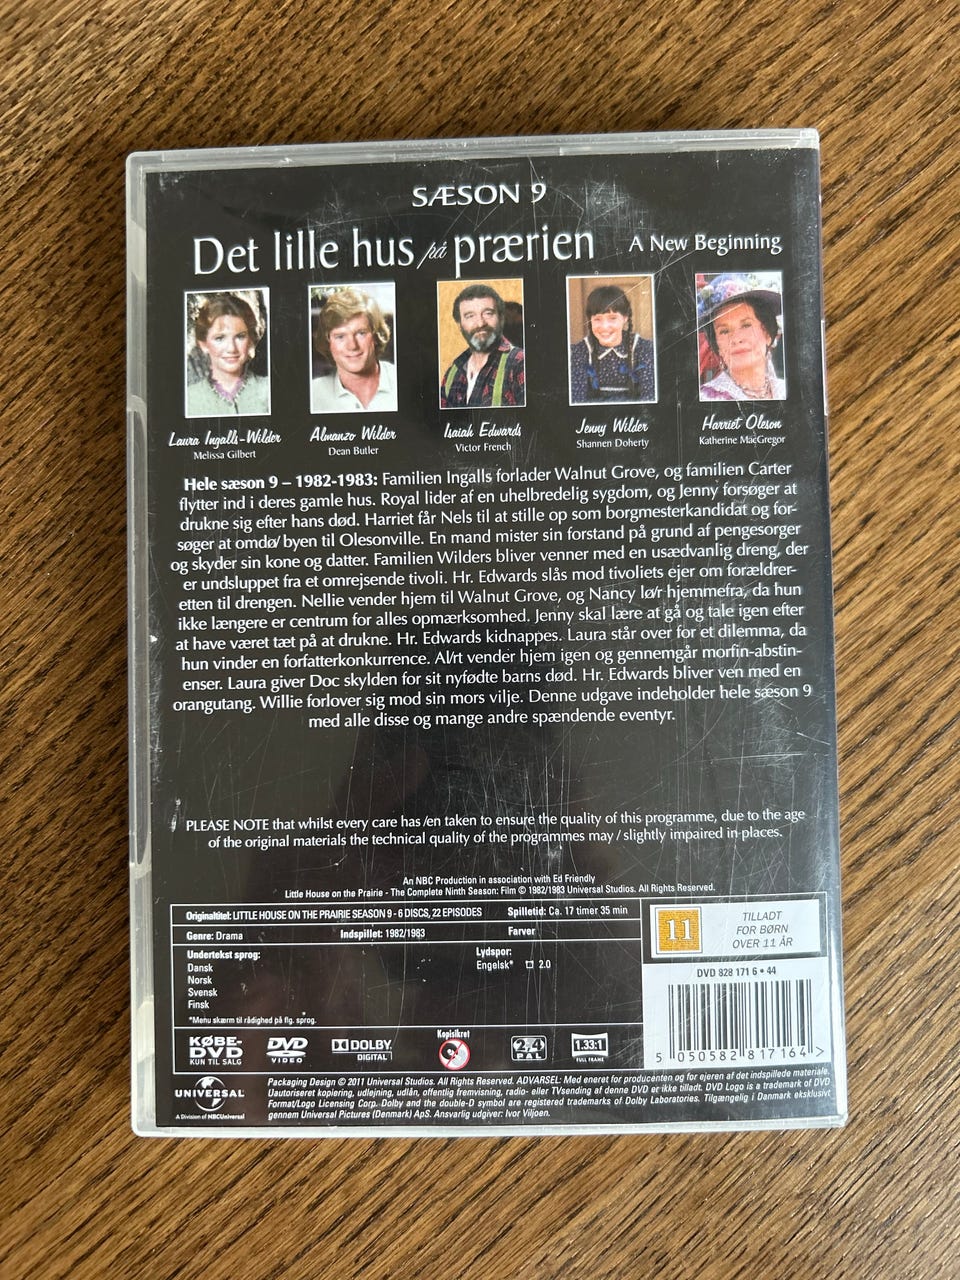 SÆSON 9
Det lille hus på prærien A New Beginning
Laura Ingalls-Wilder
Melissa Gilbert
Almanzo Wilder
Dean Butler
Isaiah Edwards
Victor French
Jenny Wilder
Shannen Doherty
Harriet Oleson
Katherine MacGregor
Hele sæson 9 – 1982-1983: Familien Ingalls forlader Walnut Grove, og familien Carter
flytter ind i deres gamle hus. Royal lider af en uhelbredelig sygdom, og Jenny forsøger at
drukne sig efter hans død. Harriet får Nels til at stille op som borgmesterkandidat og for-
søger at omdø/ byen til Olesonville. En mand mister sin forstand på grund af pengesorger
og skyder sin kone og datter. Familien Wilders bliver venner med en usædvanlig dreng, der
er undsluppet fra et omrejsende tivoli. Hr. Edwards slås mod tivoliets ejer om forældrer-
etten til drengen. Nellie vender hjem til Walnut Grove, og Nancy lø/r hjemmefra, da hun
ikke længere er centrum for alles opmærksomhed. Jenny skal lære at gå og tale igen efter
at have været tæt på at drukne. Hr. Edwards kidnappes. Laura står over for et dilemma, da
hun vinder en forfatterkonkurrence. Al/rt vender hjem igen og gennemgår morfin-abstin-
enser. Laura giver Doc skylden for sit nyfødte barns død. Hr. Edwards bliver ven med en
orangutang. Willie forlover sig mod sin mors vilje. Denne udgave indeholder hele sæson 9
med alle disse og mange andre spændende eventyr.
PLEASE NOTE that whilst every care has /en taken to ensure the quality of this programme, due to the age
of the original materials the technical quality of the programmes may / slightly impaired in-places.
An NBC Production in association with Ed Friendly
Little House on the Prairie - The Complete Ninth Season: Film © 1982/1983 Universal Studios. All Rights Reserved.
Originaltitel: LITTLE HOUSE ON THE PRAIRIE SEASON 9 - 6 DISCS, 22 EPISODES Spilletid: Ca. 17 timer 35 min
Genre: Drama Indspillet: 1982/1983 Farver
Undertekst sprog:
Dansk
Norsk
Svensk
Finsk
*Menu skærm til rådighed på flg. sprog.
Lydspor:
Engelsk* 2.0
11
TILLADT
FOR BØRN
OVER 11 ÅR
DVD 828 171 6 • 44
5 050582 817164 >
KØBE-
DVD
KUN TIL SALG
DVD
VIDEO
DOLBY
DIGITAL
Kopisikret
2,4
PAL
1.33:1
FULL FRAME
UNIVERSAL
A Division of NBCUniversal
Packaging Design © 2011 Universal Studios. All Rights Reserved. ADVARSEL: Med eneret for producenten og for ejeren af det indspillede materiale.
Uautoriseret kopiering, udlejning, udlån, offentlig fremvisning, radio- eller TVsending af denne DVD er ikke tilladt. DVD Logo is a trademark of DVD
Format/Logo Licensing Corp. Dolby and the double-D symbol are registered trademarks of Dolby Laboratories. Tilgængelig i Danmark eksklusivt
gennem Universal Pictures (Denmark) ApS. Ansvarlig udgiver: Ivor Viljoen.